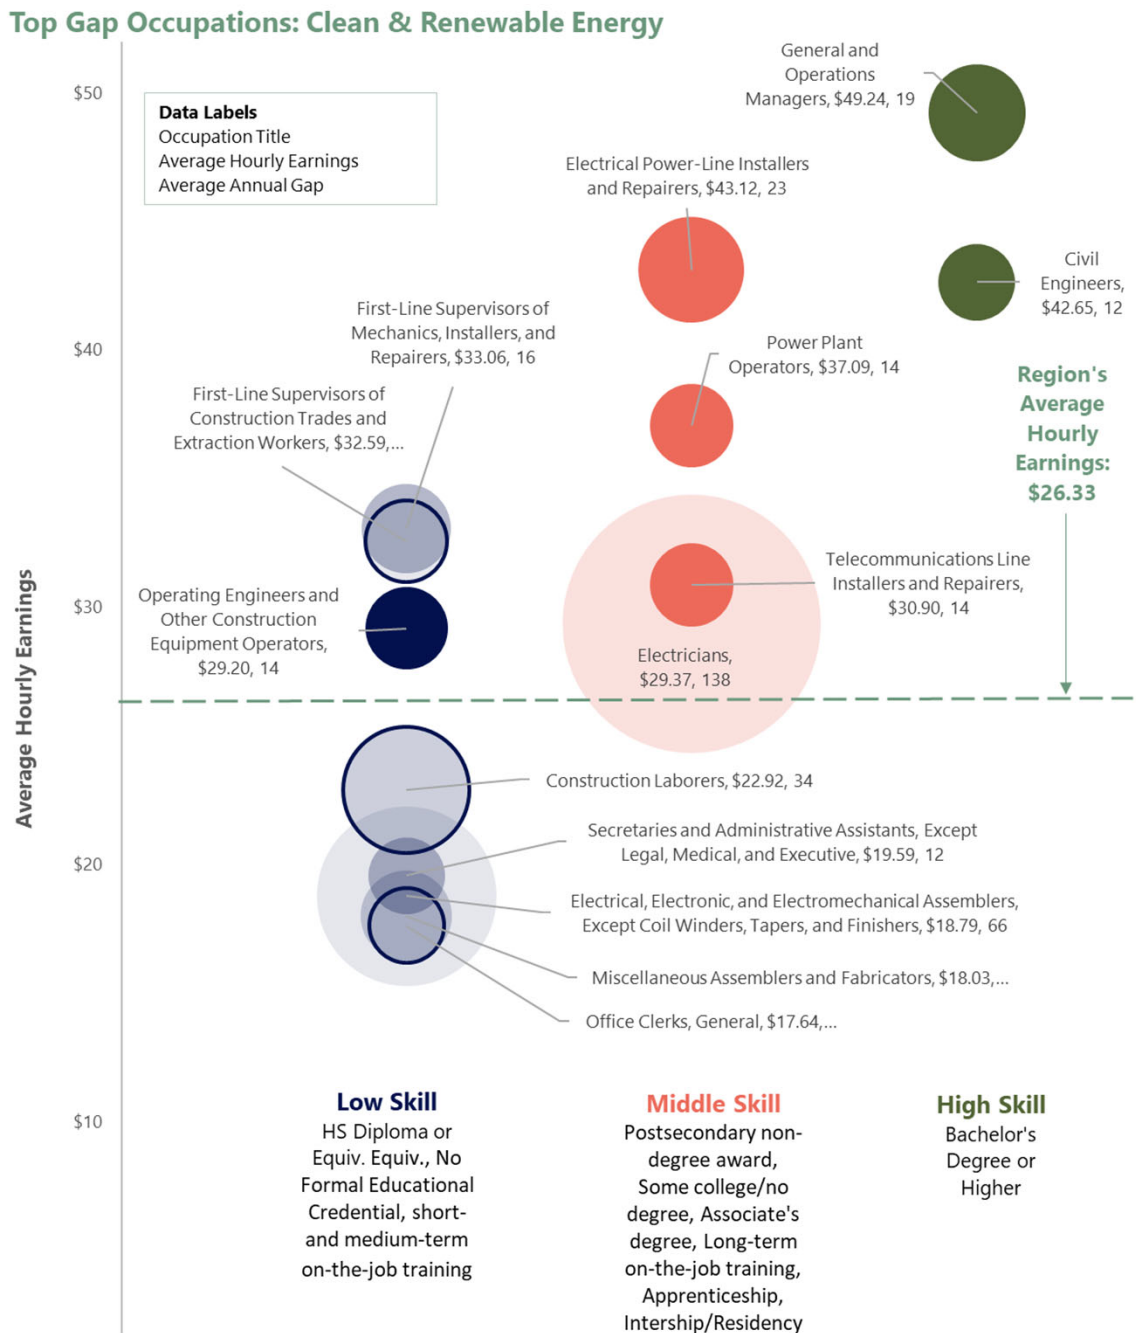 Top Gap Occupations: Clean & Renewable Energy
$50
$40
$30
$20
$10
Average Hourly Earnings
Data Labels
Occupation Title
Average Hourly Earnings
Average Annual Gap
General and
Operations
Managers, $49.24, 19
Electrical Power-Line Installers
and Repairers, $43.12, 23
Civil
Engineers,
$42.65, 12
First-Line Supervisors of
Mechanics, Installers, and
Repairers, $33.06, 16
Power Plant
Operators, $37.09, 14
First-Line Supervisors of
Construction Trades and
Extraction Workers, $32.59,...
Region's
Average
Hourly
Earnings:
$26.33
Operating Engineers and
Other Construction
Equipment Operators,
$29.20, 14
Telecommunications Line
Installers and Repairers,
$30.90, 14
Electricians,
$29.37, 138
Construction Laborers, $22.92, 34
Secretaries and Administrative Assistants, Except
Legal, Medical, and Executive, $19.59, 12
Electrical, Electronic, and Electromechanical Assemblers,
Except Coil Winders, Tapers, and Finishers, $18.79, 66
Miscellaneous Assemblers and Fabricators, $18.03,...
Office Clerks, General, $17.64,...
Low Skill
HS Diploma or
Equiv. Equiv., No
Formal Educational
Credential, short-
and medium-term
on-the-job training
Middle Skill
Postsecondary non-
degree award,
Some college/no
degree, Associate's
degree, Long-term
on-the-job training,
Apprenticeship,
Intership/Residency
High Skill
Bachelor's
Degree or
Higher